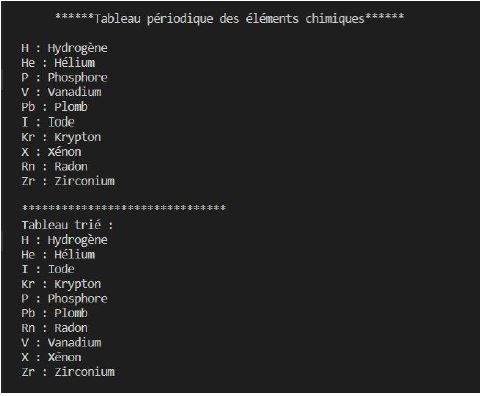 ******Tableau périodique des éléments chimiques******
H : Hydrogène
He : Hélium
P : Phosphore
V : Vanadium
Pb : Plomb
I : Iode
Kr : Krypton
X : Xénon
Rn : Radon
Zr : Zirconium
*******************************
Tableau trié :
H : Hydrogène
He : Hélium
I : Iode
Kr : Krypton
P : Phosphore
Pb : Plomb
Rn : Radon
V : Vanadium
X : Xénon
Zr : Zirconium